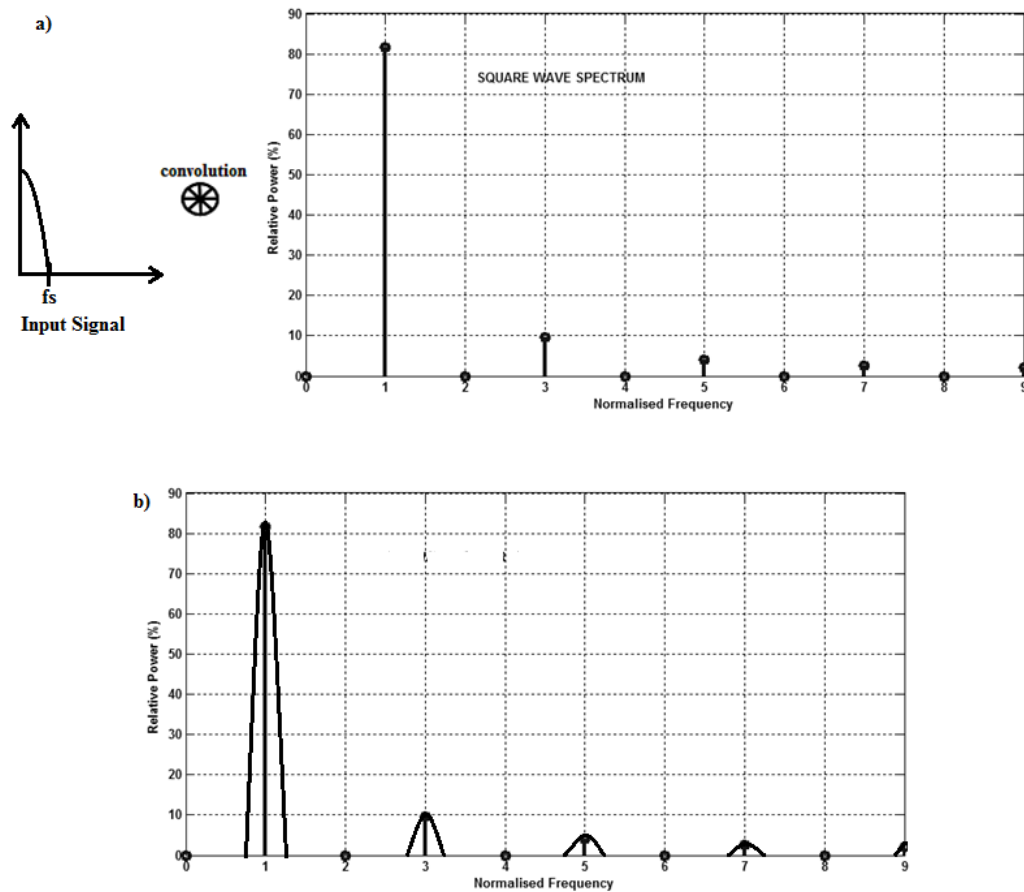 a)
convolution
fs
Input Signal
90
80
70
60
50
40
30
20
10
0
Relative Power (%)
SQUARE WAVE SPECTRUM
0 1 2 3 4 5 6 7 8 9
Normalised Frequency
b)
90
80
70
60
50
40
30
20
10
0
Relative Power (%)
0 1 2 3 4 5 6 7 8 9
Normalised Frequency